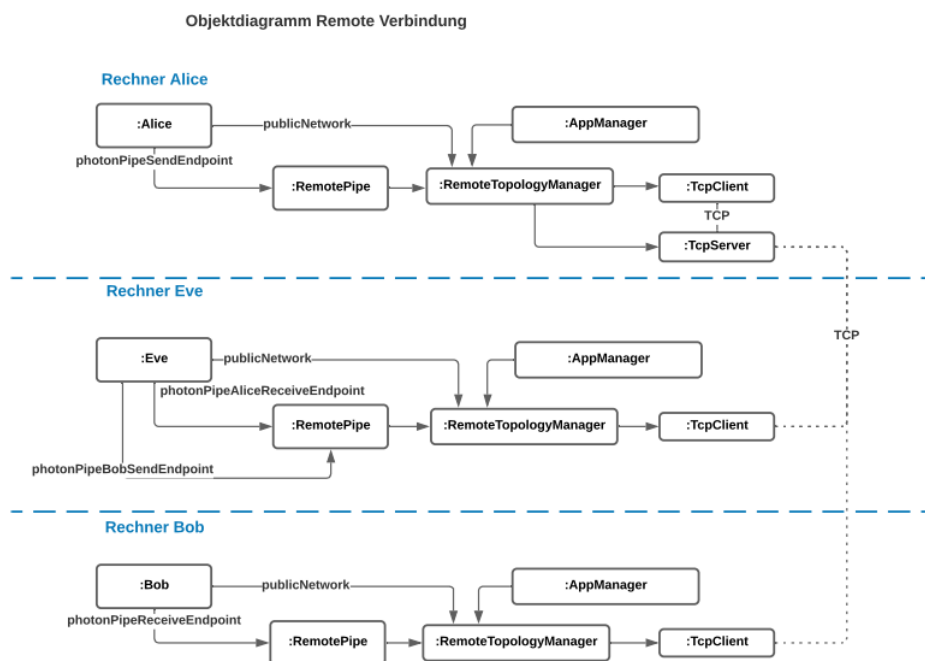 Objektdiagramm Remote Verbindung
Rechner Alice
:Alice
publicNetwork
:AppManager
photonPipeSendEndpoint
:RemotePipe
:RemoteTopologyManager
:TcpClient
TCP
:TcpServer
Rechner Eve
TCP
:Eve
publicNetwork
:AppManager
photonPipeAliceReceiveEndpoint
:RemotePipe
:RemoteTopologyManager
:TcpClient
photonPipeBobSendEndpoint
Rechner Bob
:Bob
publicNetwork
:AppManager
photonPipeReceiveEndpoint
:RemotePipe
:RemoteTopologyManager
:TcpClient